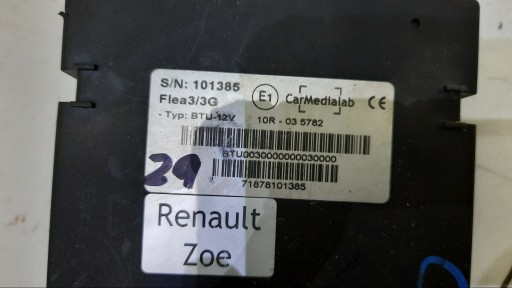 S/N: 101385
Flea3/3G
E1
CarMedialab
CE
- Typ: BTU-12V
10R - 03 5782
BTU0030000000030000
29
71878101385
Renault
Zoe